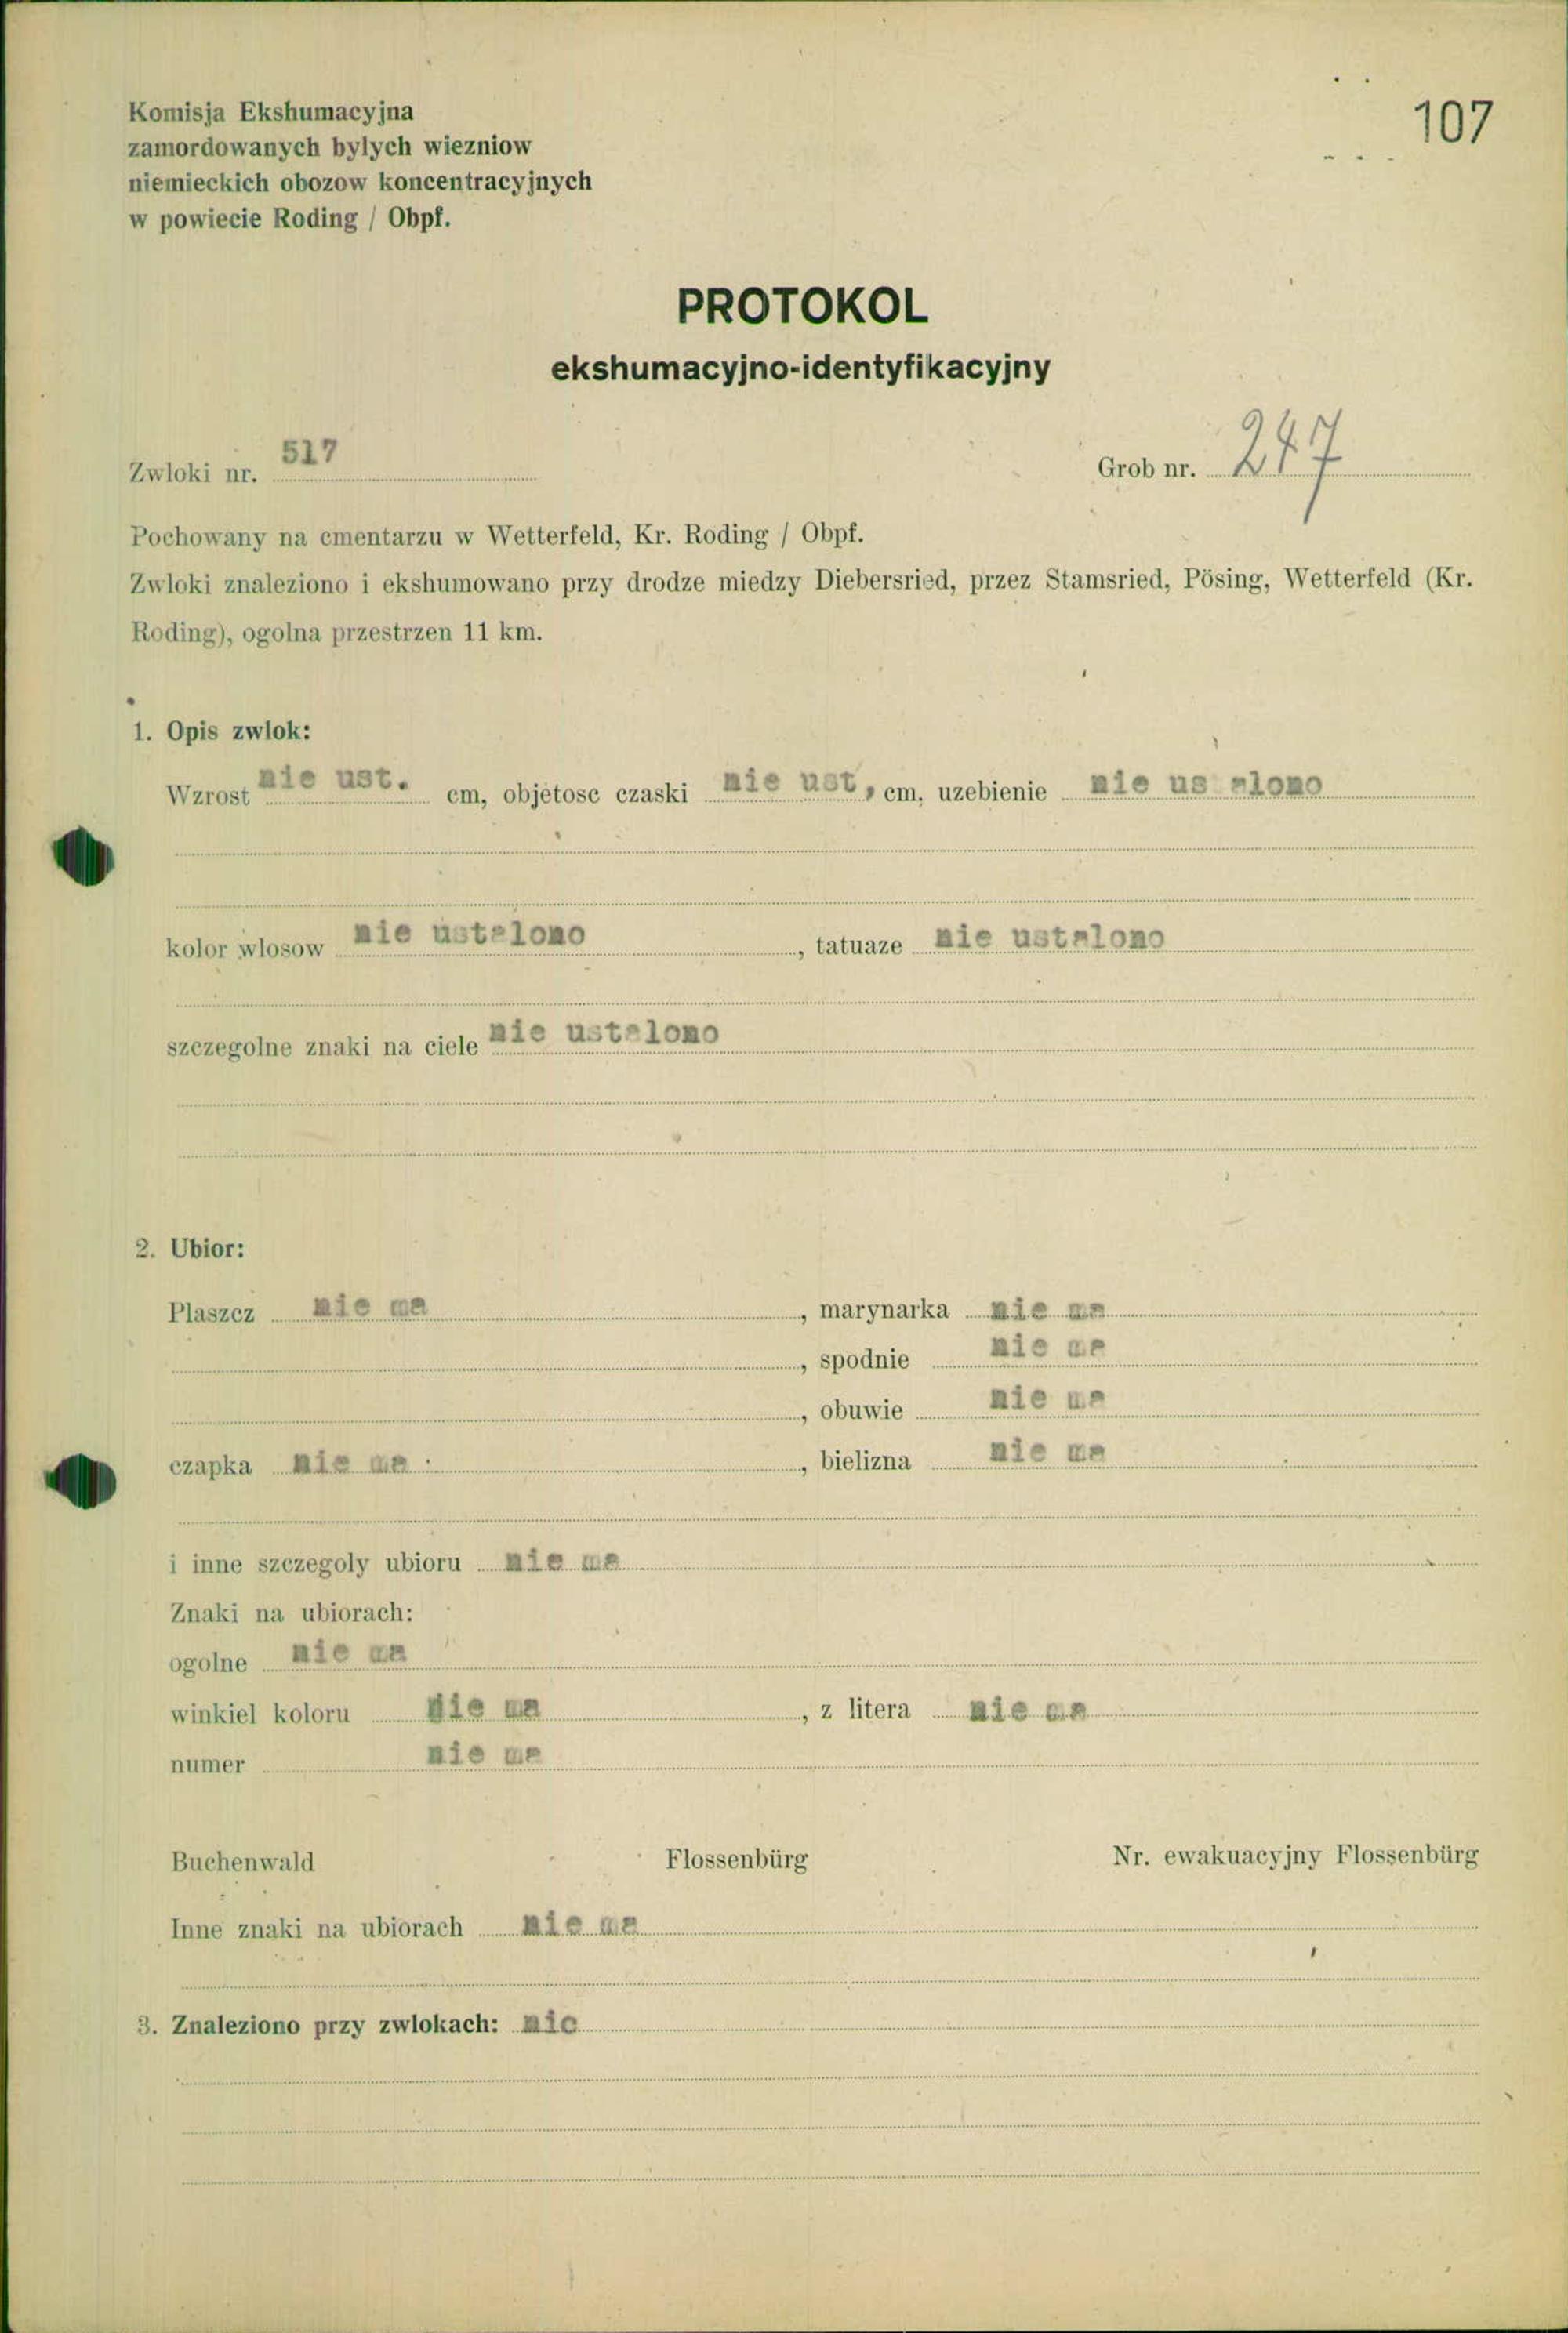 107
Komisja Ekshumacyjna
zamordowanych bylych wiezniow
niemieckich obozow koncentracyjnych
w powiecie Roding / Obpf.
PROTOKOL
ekshumacyjno-identyfikacyjny
Zwloki nr. 517 Grob nr. 247
Pochowany na cmentarzu w Wetterfeld, Kr. Roding / Obpf.
Zwloki znaleziono i ekshumowano przy drodze miedzy Diebersried, przez Stamsried, Pösing, Wetterfeld (Kr.
Roding), ogolna przestrzen 11 km.
1. Opis zwlok:
Wzrost nie ust. cm, objetosc czaski nie ust, cm, uzebienie nie us alono
kolor wlosow nie ustalono, tatuaze nie ustalono
szczegolne znaki na ciele nie ustalono
2. Ubior:
Plaszcz nie ma, marynarka nie ma
, spodnie nie ma
, obuwie nie ma
czapka nie ma, bielizna nie ma
i inne szczegoly ubioru nie ma
Znaki na ubiorach:
ogolne nie ma
winkiel koloru nie ma, z litera nie ma
numer nie ma
Buchenwald Flossenbürg Nr. ewakuacyjny Flossenbürg
Inne znaki na ubiorach nie ma
3. Znaleziono przy zwlokach: nic